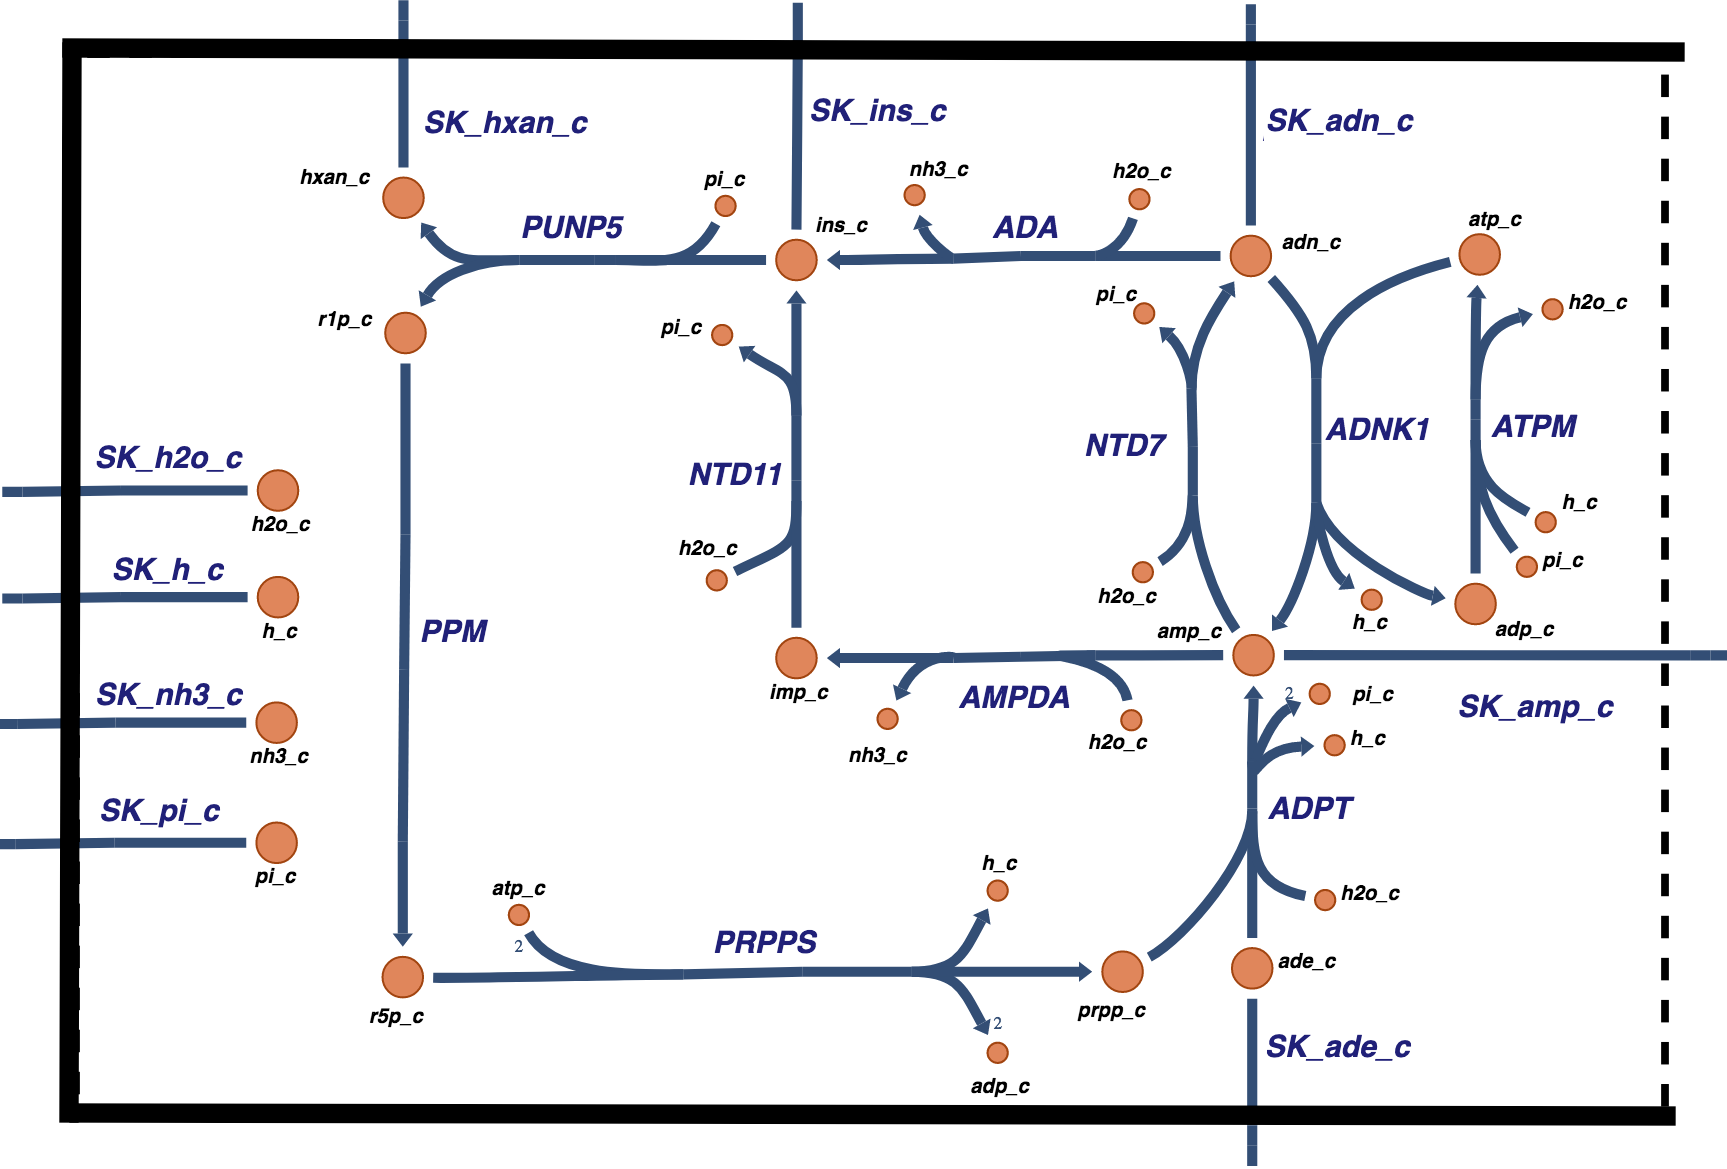 SK_hxan_c
SK_ins_c
SK_adn_c
hxan_c
pi_c
nh3_c
h2o_c
PUNP5
ins_c
ADA
adn_c
atp_c
r1p_c
pi_c
pi_c
h2o_c
SK_h2o_c
h2o_c
NTD11
NTD7
ADNK1
ATPM
h_c
pi_c
SK_h_c
h_c
h2o_c
h2o_c
h_c
adp_c
PPM
amp_c
imp_c
AMPDA
nh3_c
h2o_c
2
pi_c
h_c
SK_amp_c
SK_nh3_c
nh3_c
SK_pi_c
pi_c
ADPT
h2o_c
atp_c
2
PRPPS
h_c
2
adp_c
r5p_c
prpp_c
ade_c
SK_ade_c